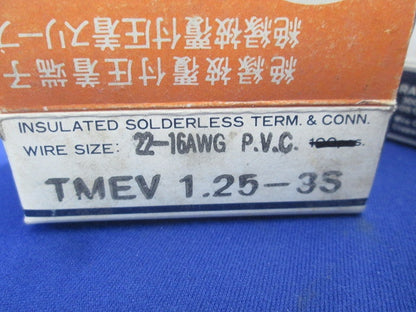 絶縁被覆付圧着スリーブ
絶縁被覆付圧着端子
INSULATED SOLDERLESS TERM. & CONN.
WIRE SIZE: 22-16AWG P.V.C. 100pcs.
TMEV 1.25-3S